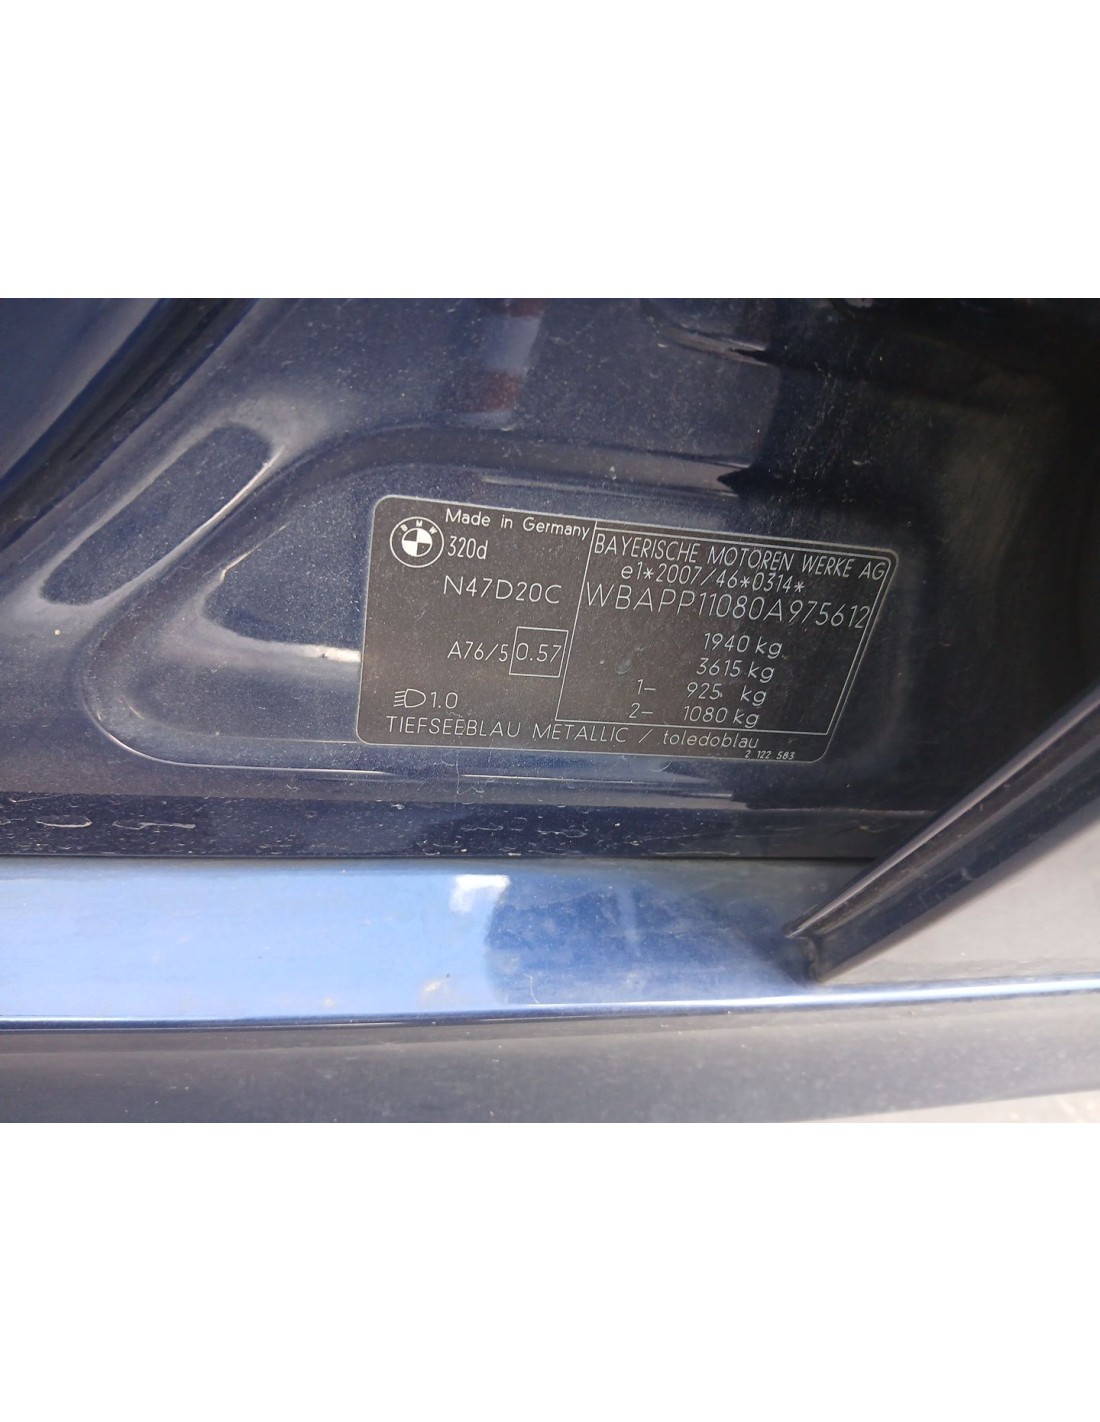 BMW
Made in Germany
320d
N47D20C
A76/5 0.57
1.0
BAYERISCHE MOTOREN WERKE AG
e1*2007/46*0314*
WBAPP11080A975612
1940 kg
3615 kg
1- 925 kg
2- 1080 kg
TIEFSEEBLAU METALLIC / toledoblau
2 122 583